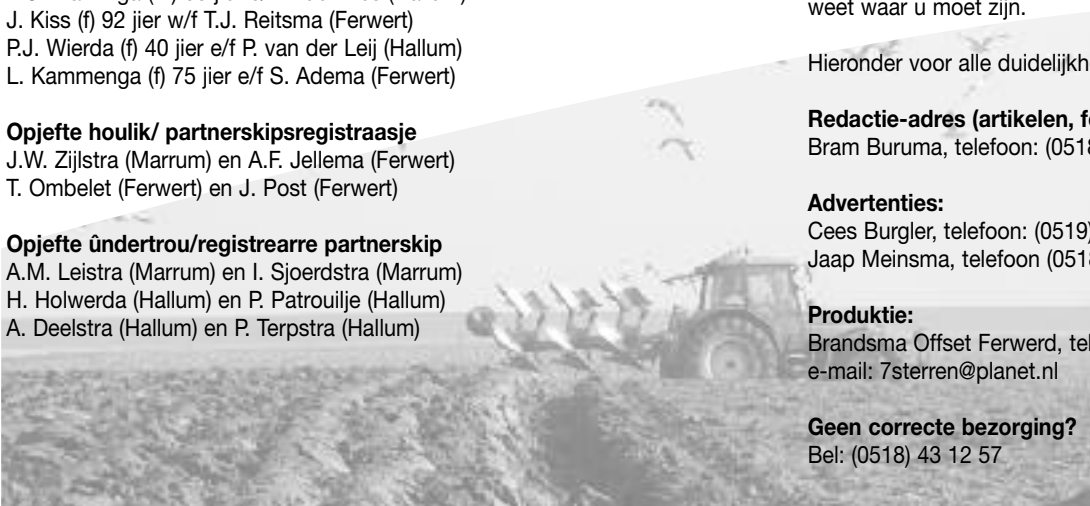 J. Kiss (f) 92 jier w/f T.J. Reitsma (Ferwert)
P.J. Wierda (f) 40 jier e/f P. van der Leij (Hallum)
L. Kammenga (f) 75 jier e/f S. Adema (Ferwert)
Opjefte houlik/ partnerskipsregistraasje
J.W. Zijlstra (Marrum) en A.F. Jellema (Ferwert)
T. Ombelet (Ferwert) en J. Post (Ferwert)
Opjefte ûndertrou/registrearre partnerskip
A.M. Leistra (Marrum) en I. Sjoerdstra (Marrum)
H. Holwerda (Hallum) en P. Patrouilje (Hallum)
A. Deelstra (Hallum) en P. Terpstra (Hallum)
weet waar u moet zijn.
Hieronder voor alle
Redactie-adres (artikelen,
Bram Buruma, telefoon: (0518
Advertenties:
Cees Burgler, telefoon: (0519)
Jaap Meinsma, telefoon (0518
Produktie:
Brandsma Offset Ferwerd,
e-mail: 7sterren@planet.nl
Geen correcte bezorging?
Bel: (0518) 43 12 57